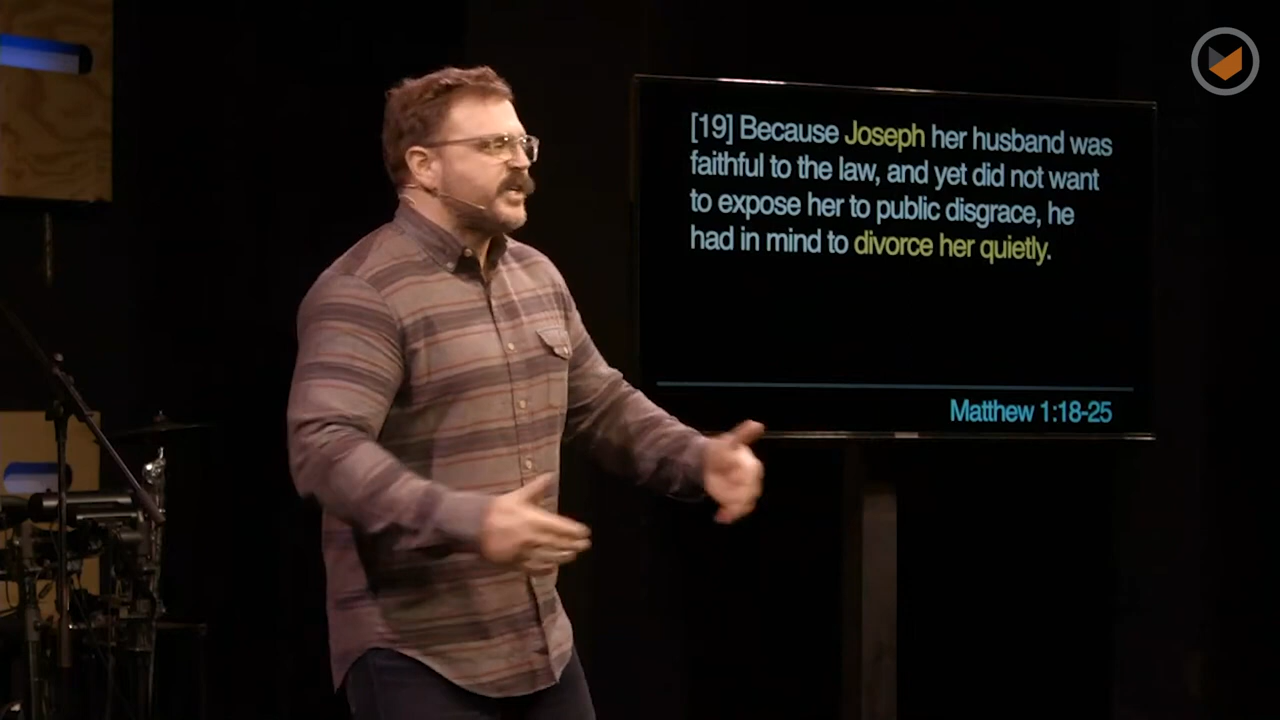 [19] Because Joseph her husband was
faithful to the law, and yet did not want
to expose her to public disgrace, he
had in mind to divorce her quietly.
Matthew 1:18-25